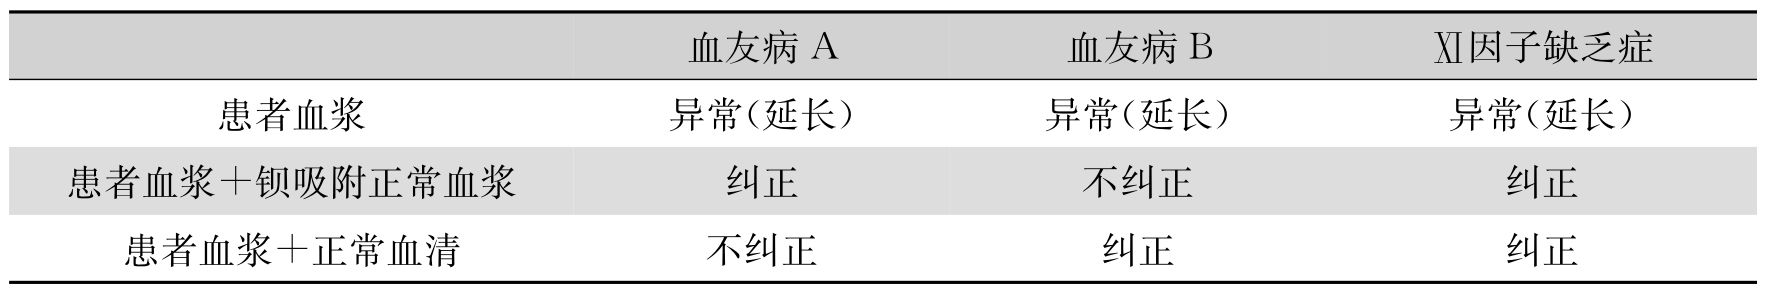 血友病 A 血友病 B Ⅺ因子缺乏症
患者血浆 异常(延长) 异常(延长) 异常(延长)
患者血浆+钡吸附正常血浆 纠正 不纠正 纠正
患者血浆+正常血清 不纠正 纠正 纠正